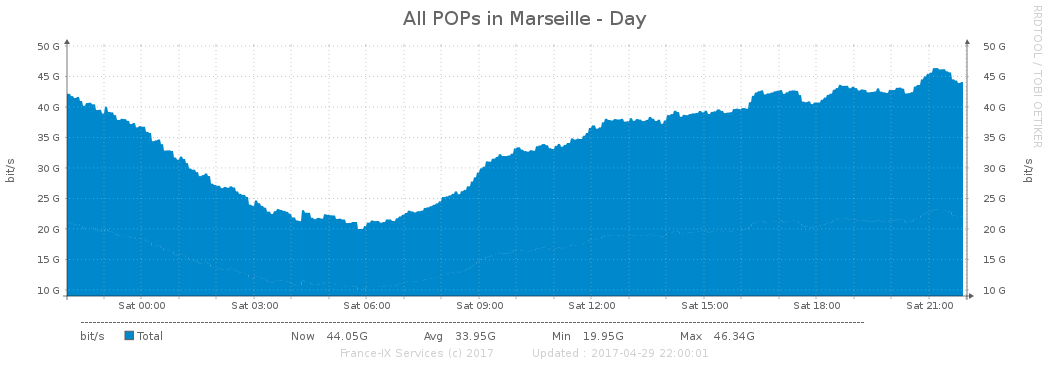 All POPs in Marseille - Day
RRDTOOL / TOBI OETIKER
50 G 50 G
45 G 45 G
40 G 40 G
35 G 35 G
30 G 30 G
25 G 25 G
20 G 20 G
15 G 15 G
10 G 10 G
bit/s
bit/s
Sat 00:00 Sat 03:00 Sat 06:00 Sat 09:00 Sat 12:00 Sat 15:00 Sat 18:00 Sat 21:00
bit/s Total Now 44.05G Avg 33.95G Min 19.95G Max 46.34G
France-IX Services (c) 2017 Updated : 2017-04-29 22:00:01